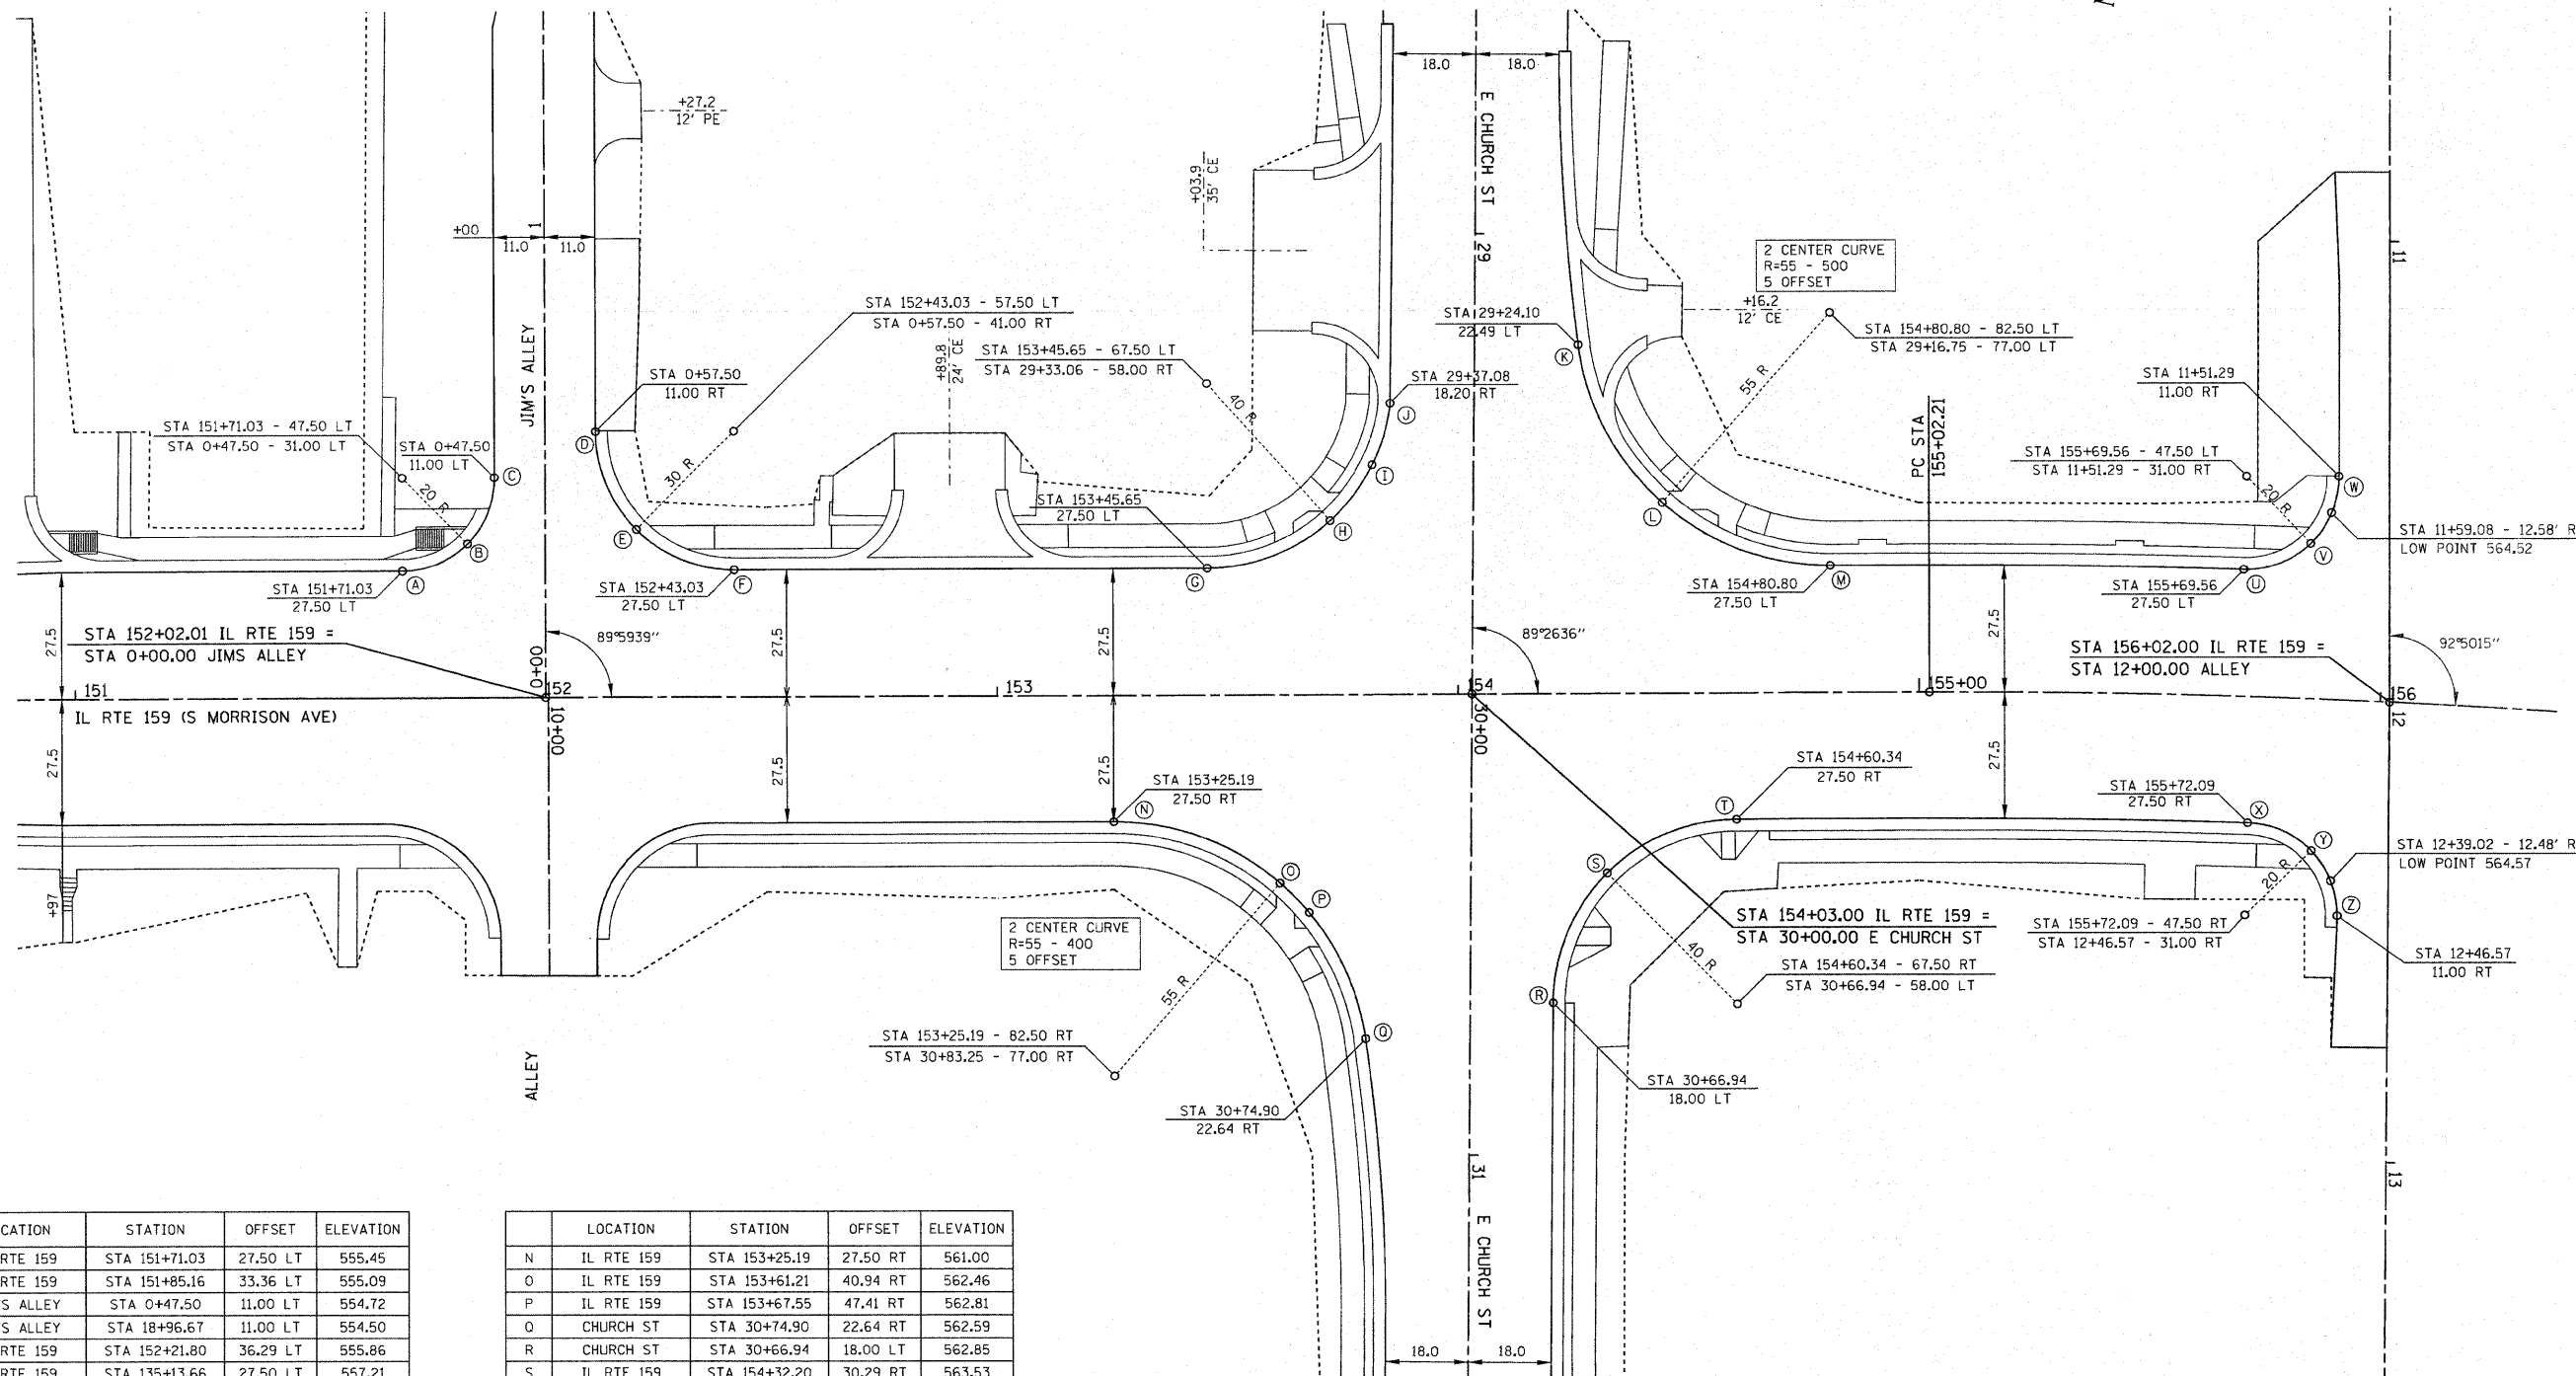 18.0
18.0
+27.2
12' PE
E CHURCH ST
+03.9
35' CE
+00
11.0
11.0
1
29
11
2 CENTER CURVE
R=55 - 500
5 OFFSET
+16.2
12' CE
STA 152+43.03 - 57.50 LT
STA 0+57.50 - 41.00 RT
STA 29+24.10
22.49 LT
K
STA 154+80.80 - 82.50 LT
STA 29+16.75 - 77.00 LT
JIM'S ALLEY
+89.8
24' CE
STA 153+45.65 - 67.50 LT
STA 29+33.06 - 58.00 RT
STA 0+57.50
11.00 RT
STA 29+37.08
18.20 RT
J
55 R
STA 11+51.29
11.00 RT
40 R
STA 151+71.03 - 47.50 LT
STA 0+47.50 - 31.00 LT
STA 0+47.50
11.00 LT
C
D
30 R
I
PC STA
155+02.21
STA 155+69.56 - 47.50 LT
STA 11+51.29 - 31.00 RT
20 R
W
20 R
STA 153+45.65
27.50 LT
L
STA 11+59.08 - 12.58' R
LOW POINT 564.52
B
E
H
V
A
F
G
M
U
STA 151+71.03
27.50 LT
STA 152+43.03
27.50 LT
STA 154+80.80
27.50 LT
STA 155+69.56
27.50 LT
27.5
27.5
27.5
27.5
STA 152+02.01 IL RTE 159 =
STA 0+00.00 JIMS ALLEY
89°5939"
89°2636"
STA 156+02.00 IL RTE 159 =
STA 12+00.00 ALLEY
92°5015"
0+00
151
152
153
154
155+00
156
IL RTE 159 (S MORRISON AVE)
10+00
30+00
12
27.5
27.5
27.5
27.5
STA 153+25.19
27.50 RT
N
STA 154+60.34
27.50 RT
T
STA 155+72.09
27.50 RT
X
Y
STA 12+39.02 - 12.48' R
LOW POINT 564.57
+97
O
S
20 R
P
2 CENTER CURVE
R=55 - 400
5 OFFSET
STA 154+03.00 IL RTE 159 =
STA 30+00.00 E CHURCH ST
STA 155+72.09 - 47.50 RT
STA 12+46.57 - 31.00 RT
Z
STA 12+46.57
11.00 RT
40 R
STA 154+60.34 - 67.50 RT
STA 30+66.94 - 58.00 LT
R
55 R
STA 153+25.19 - 82.50 RT
STA 30+83.25 - 77.00 RT
Q
ALLEY
STA 30+66.94
18.00 LT
STA 30+74.90
22.64 RT
31
13
E CHURCH ST
18.0
18.0
CATION STATION OFFSET ELEVATION
RTE 159 STA 151+71.03 27.50 LT 555.45
RTE 159 STA 151+85.16 33.36 LT 555.09
S ALLEY STA 0+47.50 11.00 LT 554.72
S ALLEY STA 18+96.67 11.00 LT 554.50
RTE 159 STA 152+21.80 36.29 LT 555.86
RTE 159 STA 135+13.66 27.50 LT 557.21
LOCATION STATION OFFSET ELEVATION
N IL RTE 159 STA 153+25.19 27.50 RT 561.00
O IL RTE 159 STA 153+61.21 40.94 RT 562.46
P IL RTE 159 STA 153+67.55 47.41 RT 562.81
Q CHURCH ST STA 30+74.90 22.64 RT 562.59
R CHURCH ST STA 30+66.94 18.00 LT 562.85
S IL RTE 159 STA 154+32.20 30.29 RT 563.53